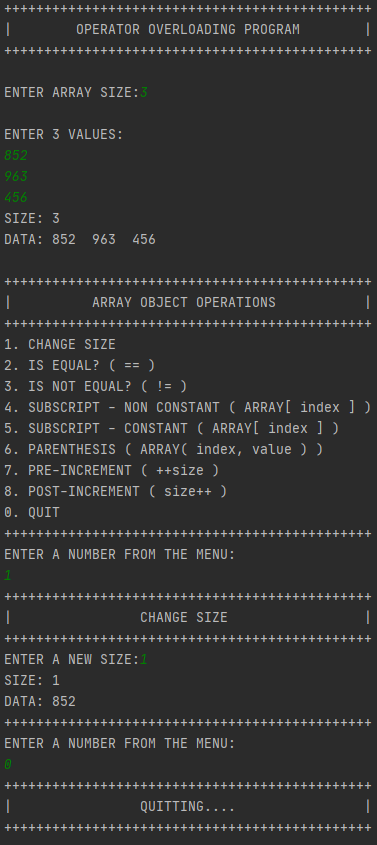 ++++++++++++++++++++++++++++++++++++++++++++++
|        OPERATOR OVERLOADING PROGRAM        |
++++++++++++++++++++++++++++++++++++++++++++++
ENTER ARRAY SIZE:3
ENTER 3 VALUES:
852
963
456
SIZE: 3
DATA: 852  963  456
++++++++++++++++++++++++++++++++++++++++++++++
|          ARRAY OBJECT OPERATIONS           |
++++++++++++++++++++++++++++++++++++++++++++++
1. CHANGE SIZE
2. IS EQUAL? ( == )
3. IS NOT EQUAL? ( != )
4. SUBSCRIPT - NON CONSTANT ( ARRAY[ index ] )
5. SUBSCRIPT - CONSTANT ( ARRAY[ index ] )
6. PARENTHESIS ( ARRAY( index, value ) )
7. PRE-INCREMENT ( ++size )
8. POST-INCREMENT ( size++ )
0. QUIT
++++++++++++++++++++++++++++++++++++++++++++++
ENTER A NUMBER FROM THE MENU:
1
++++++++++++++++++++++++++++++++++++++++++++++
|                CHANGE SIZE                 |
++++++++++++++++++++++++++++++++++++++++++++++
ENTER A NEW SIZE:1
SIZE: 1
DATA: 852
++++++++++++++++++++++++++++++++++++++++++++++
ENTER A NUMBER FROM THE MENU:
0
++++++++++++++++++++++++++++++++++++++++++++++
|                QUITTING....                |
++++++++++++++++++++++++++++++++++++++++++++++